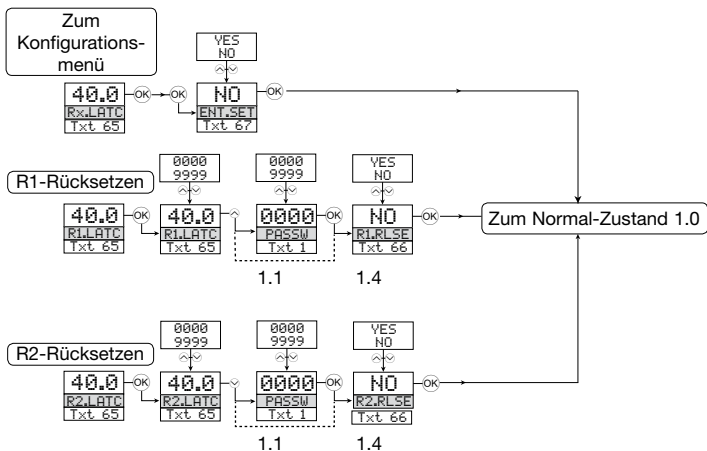 Zum
Konfigurations-
menü
YES
NO
40.0 OK OK NO OK
Rx.LATC ENT.SET
Txt 65 Txt 67
R1-Rücksetzen
0000 0000 YES
9999 9999 NO
40.0 OK 40.0 0000 OK NO OK
R1.LATC R1.LATC PASSW R1.RLSE
Txt 65 Txt 65 Txt 1 Txt 66
1.1 1.4
Zum Normal-Zustand 1.0
R2-Rücksetzen
0000 0000 YES
9999 9999 NO
40.0 OK 40.0 0000 OK NO OK
R2.LATC R2.LATC PASSW R2.RLSE
Txt 65 Txt 65 Txt 1 Txt 66
1.1 1.4